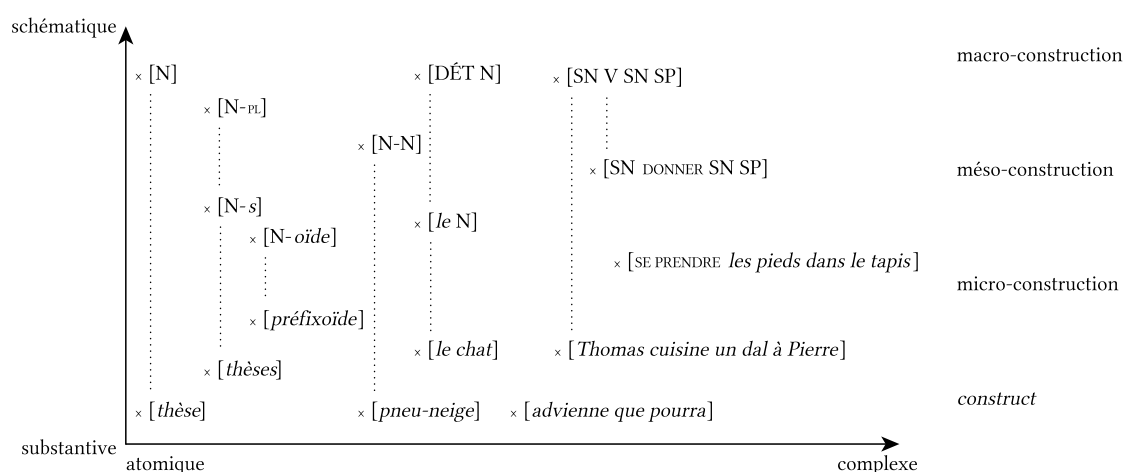 schématique
macro-construction
× [N]
× [DÉT N]
× [SN V SN SP]
× [N-PL]
× [N-N]
× [SN DONNER SN SP]
méso-construction
× [N-s]
× [le N]
× [N-oïde]
× [SE PRENDRE les pieds dans le tapis]
micro-construction
× [préfixoïde]
× [le chat]
× [Thomas cuisine un dal à Pierre]
× [thèses]
× [thèse]
× [pneu-neige]
× [advienne que pourra]
construct
substantive
atomique
complexe